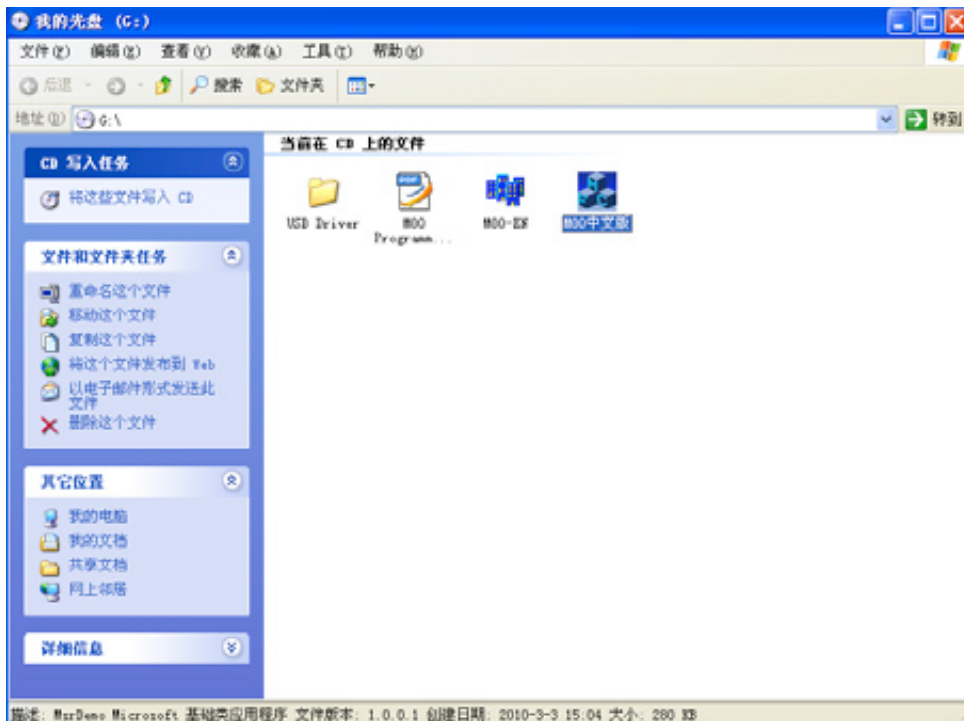 我的光盘 (G:)
文件(F) 编辑(E) 查看(V) 收藏(A) 工具(T) 帮助(H)
后退 搜索 文件夹
地址(D) G:\ 转到
CD 写入任务
将这些文件写入 CD
文件和文件夹任务
重命名这个文件
移动这个文件
复制这个文件
将这个文件发布到 Web
以电子邮件形式发送此
文件
删除这个文件
其它位置
我的电脑
我的文档
共享文档
网上邻居
详细信息
当前在 CD 上的文件
USB Driver
M00
Programm...
M00-EN
M00中文版
描述: MsrDemo Microsoft 基础类应用程序 文件版本: 1.0.0.1 创建日期: 2010-3-3 15:04 大小: 280 KB